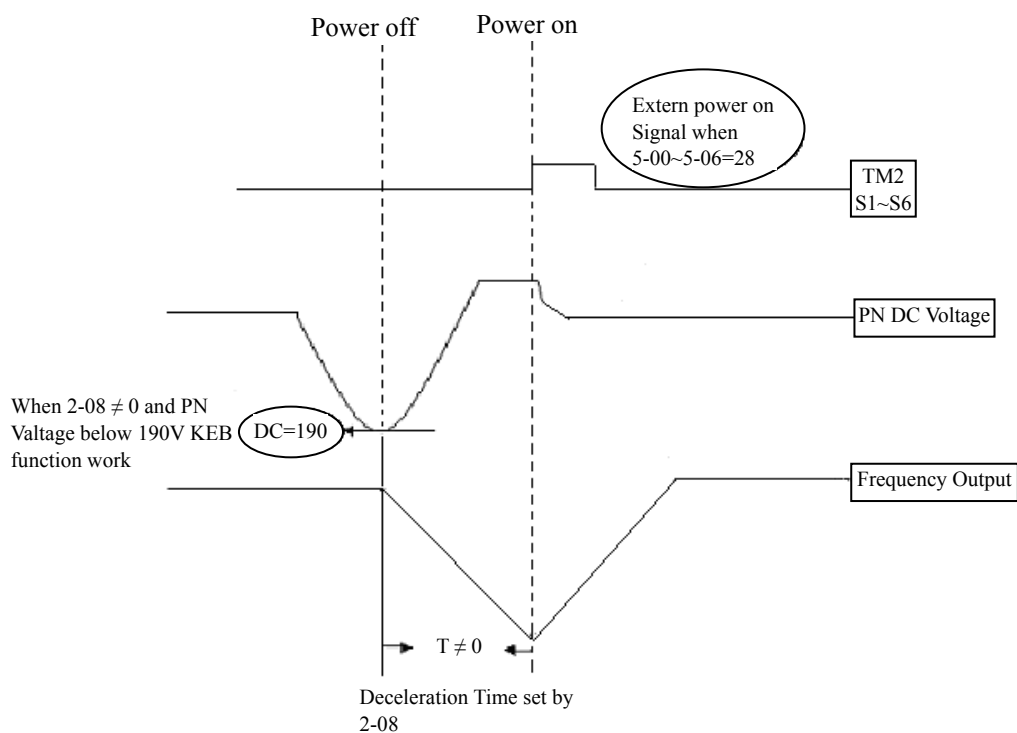 Power off
Power on
Extern power on
Signal when
5-00~5-06=28
TM2
S1~S6
PN DC Voltage
When 2-08 ≠ 0 and PN
Valtage below 190V KEB
function work
DC=190
Frequency Output
T ≠ 0
Deceleration Time set by
2-08